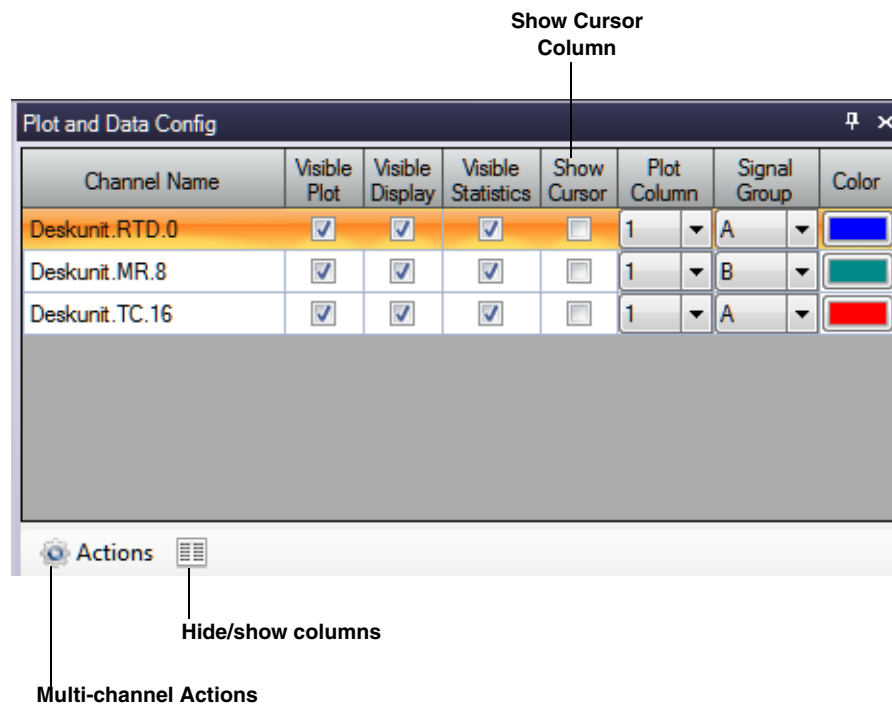 Show Cursor
Column
Plot and Data Config
Channel Name Visible Plot Visible Display Visible Statistics Show Cursor Plot Column Signal Group Color
Deskunit.RTD.0 1 A
Deskunit.MR.8 1 B
Deskunit.TC.16 1 A
Actions
Hide/show columns
Multi-channel Actions